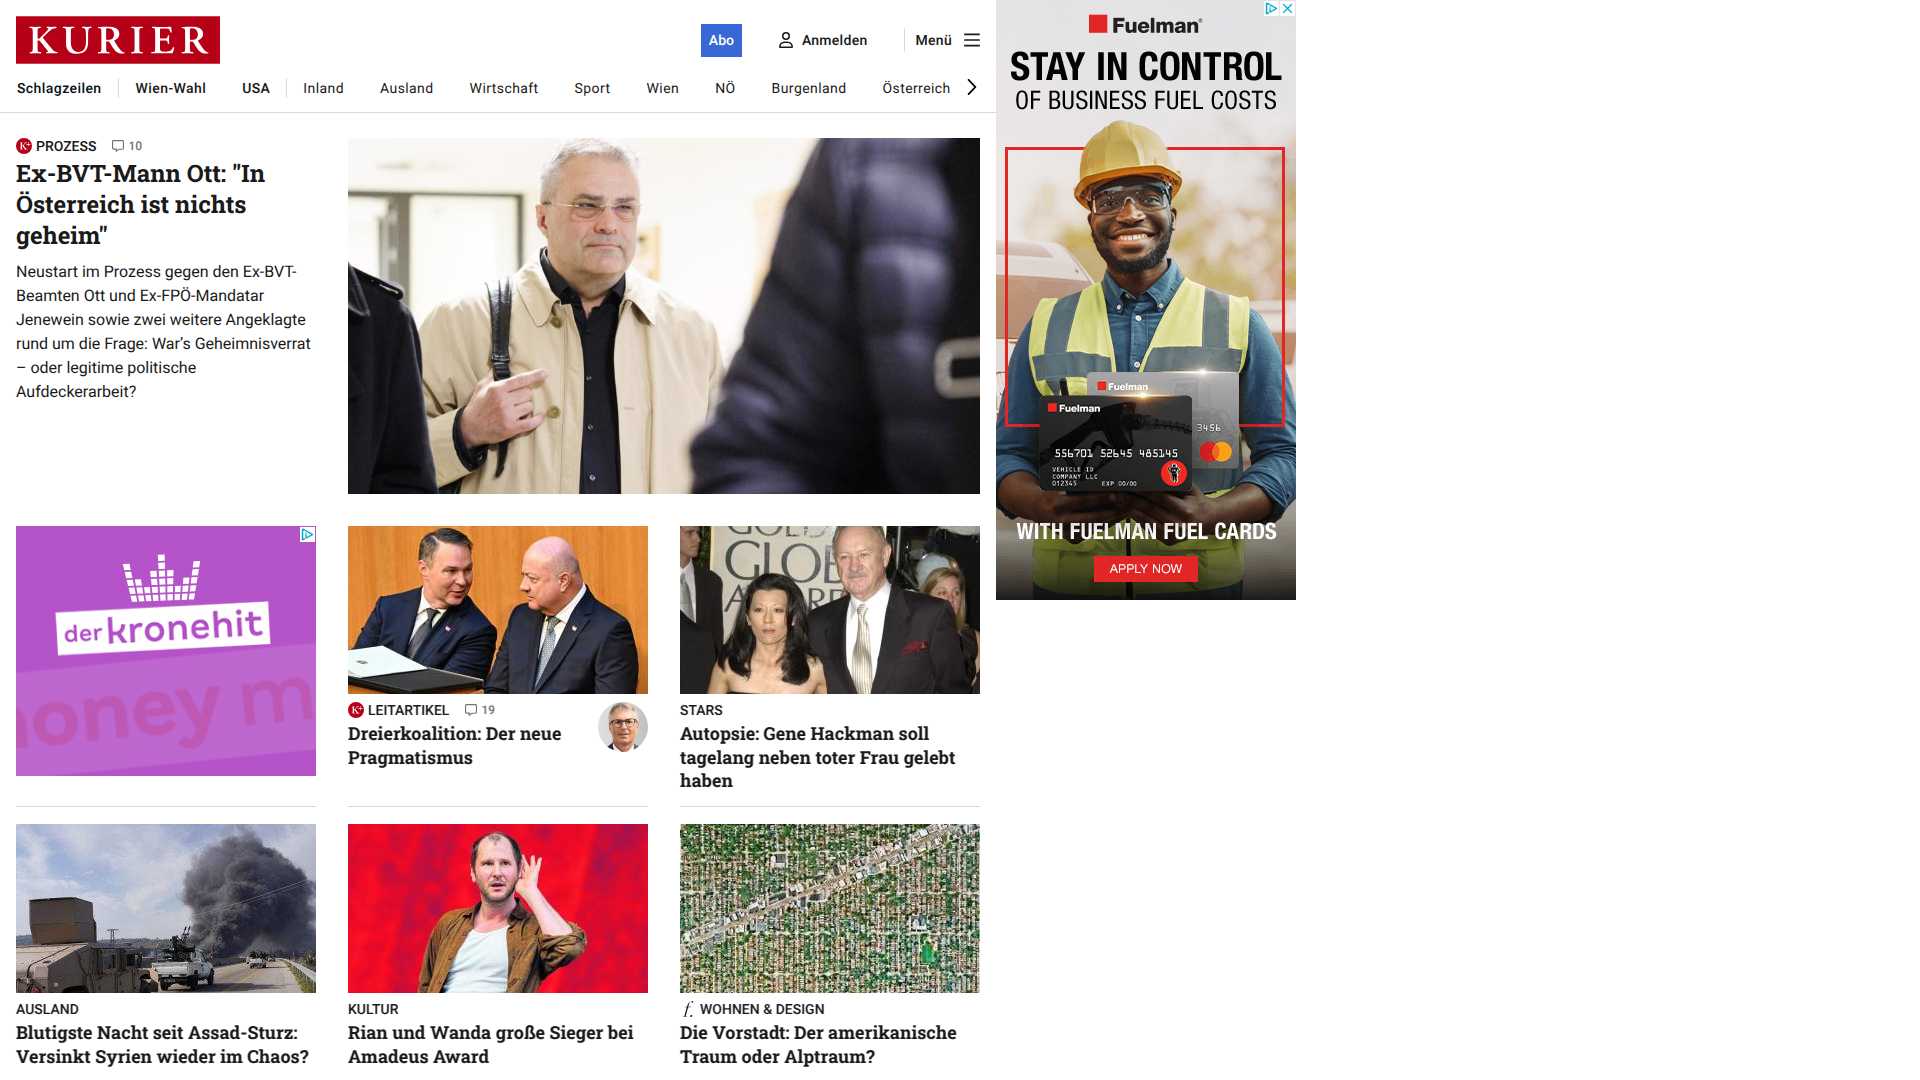 KURIER
Abo
Anmelden
Menü
Schlagzeilen
Wien-Wahl
USA
Inland
Ausland
Wirtschaft
Sport
Wien
NÖ
Burgenland
Österreich
K+ PROZESS 10
Ex-BVT-Mann Ott: "In
Österreich ist nichts
geheim"
Neustart im Prozess gegen den Ex-BVT-
Beamten Ott und Ex-FPÖ-Mandatar
Jenewein sowie zwei weitere Angeklagte
rund um die Frage: War's Geheimnisverrat
– oder legitime politische
Aufdeckerarbeit?
der kronehit
money m
GLOBE
K+ LEITARTIKEL 19
Dreierkoalition: Der neue
Pragmatismus
STARS
Autopsie: Gene Hackman soll
tagelang neben toter Frau gelebt
haben
AUSLAND
Blutigste Nacht seit Assad-Sturz:
Versinkt Syrien wieder im Chaos?
KULTUR
Rian und Wanda große Sieger bei
Amadeus Award
f. WOHNEN & DESIGN
Die Vorstadt: Der amerikanische
Traum oder Alptraum?
Fuelman
STAY IN CONTROL
OF BUSINESS FUEL COSTS
Fuelman
Fuelman
3456
556701 52645 485145
VEHICLE ID
COMPANY LLC
012345 EXP 00/00
WITH FUELMAN FUEL CARDS
APPLY NOW